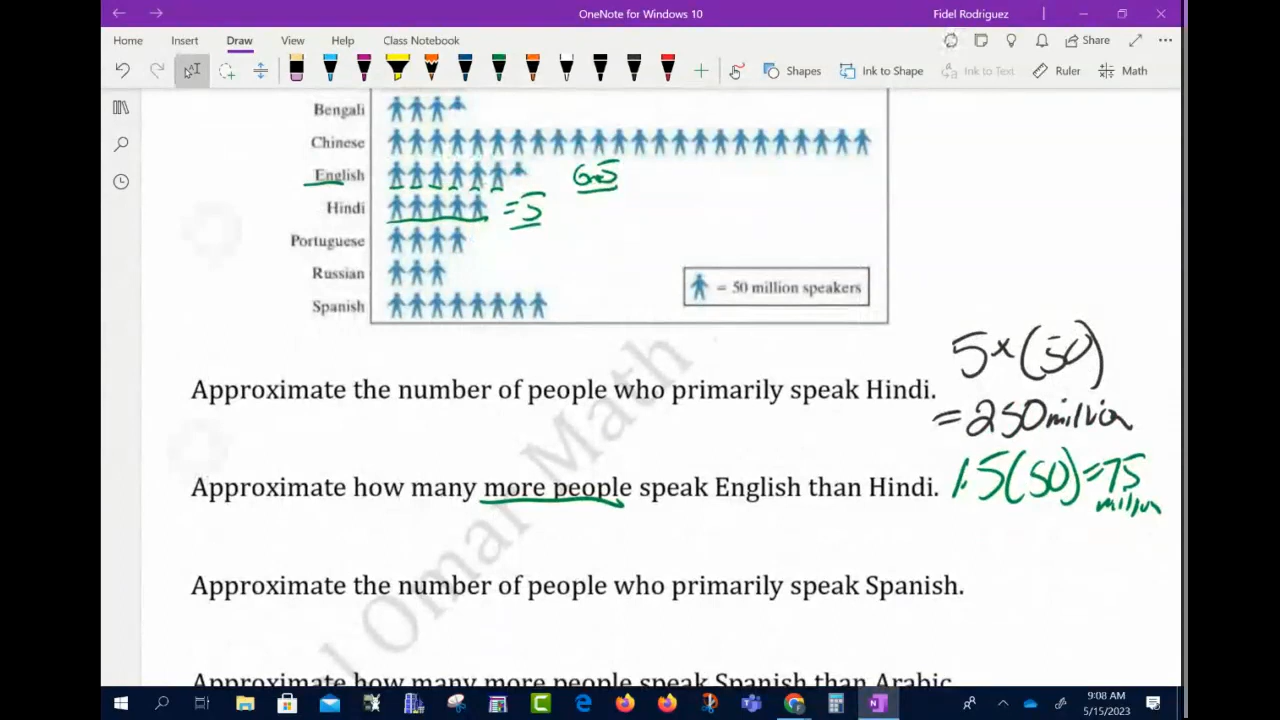 OneNote for Windows 10
Fidel Rodriguez
Home Insert Draw View Help Class Notebook
Share
Shapes Ink to Shape Ink to Text Ruler Math
Bengali
Chinese
English 6.5
Hindi =5
Portuguese
Russian
= 50 million speakers
Spanish
5×(50)
Approximate the number of people who primarily speak Hindi.
=250 million
Approximate how many more people speak English than Hindi. 1.5(50)=75
million
Approximate the number of people who primarily speak Spanish.
Approximate how many more people speak Spanish than Arabic
Omar Math
9:08 AM
5/15/2023